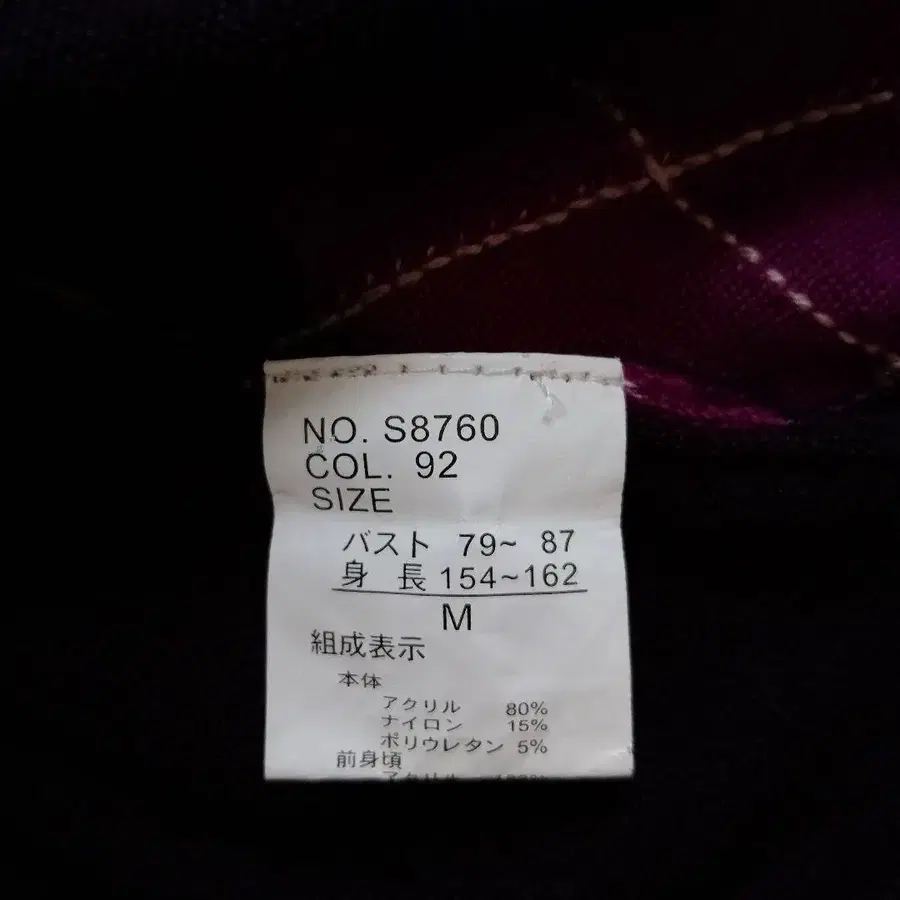 NO. S8760
COL. 92
SIZE
バスト 79~ 87
身 長 154~162
M
組成表示
本体
アクリル 80%
ナイロン 15%
ポリウレタン 5%
前身頃